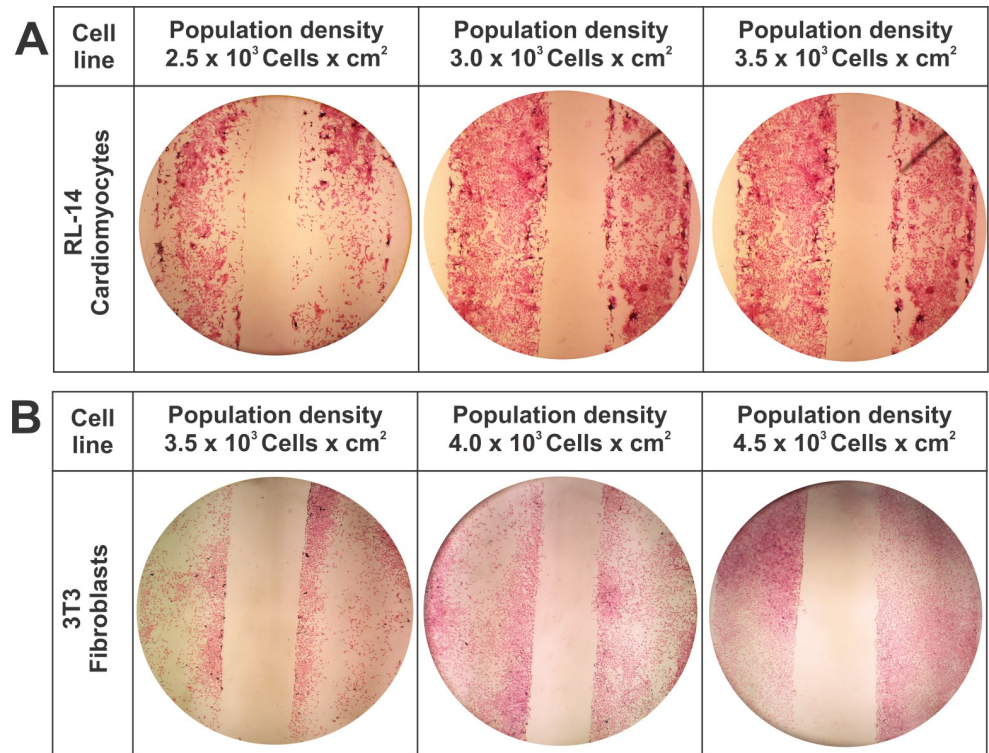 A
Cell line
Population density
2.5 x 10³ Cells x cm²
Population density
3.0 x 10³ Cells x cm²
Population density
3.5 x 10³ Cells x cm²
RL-14
Cardiomyocytes
B
Cell line
Population density
3.5 x 10³ Cells x cm²
Population density
4.0 x 10³ Cells x cm²
Population density
4.5 x 10³ Cells x cm²
3T3
Fibroblasts